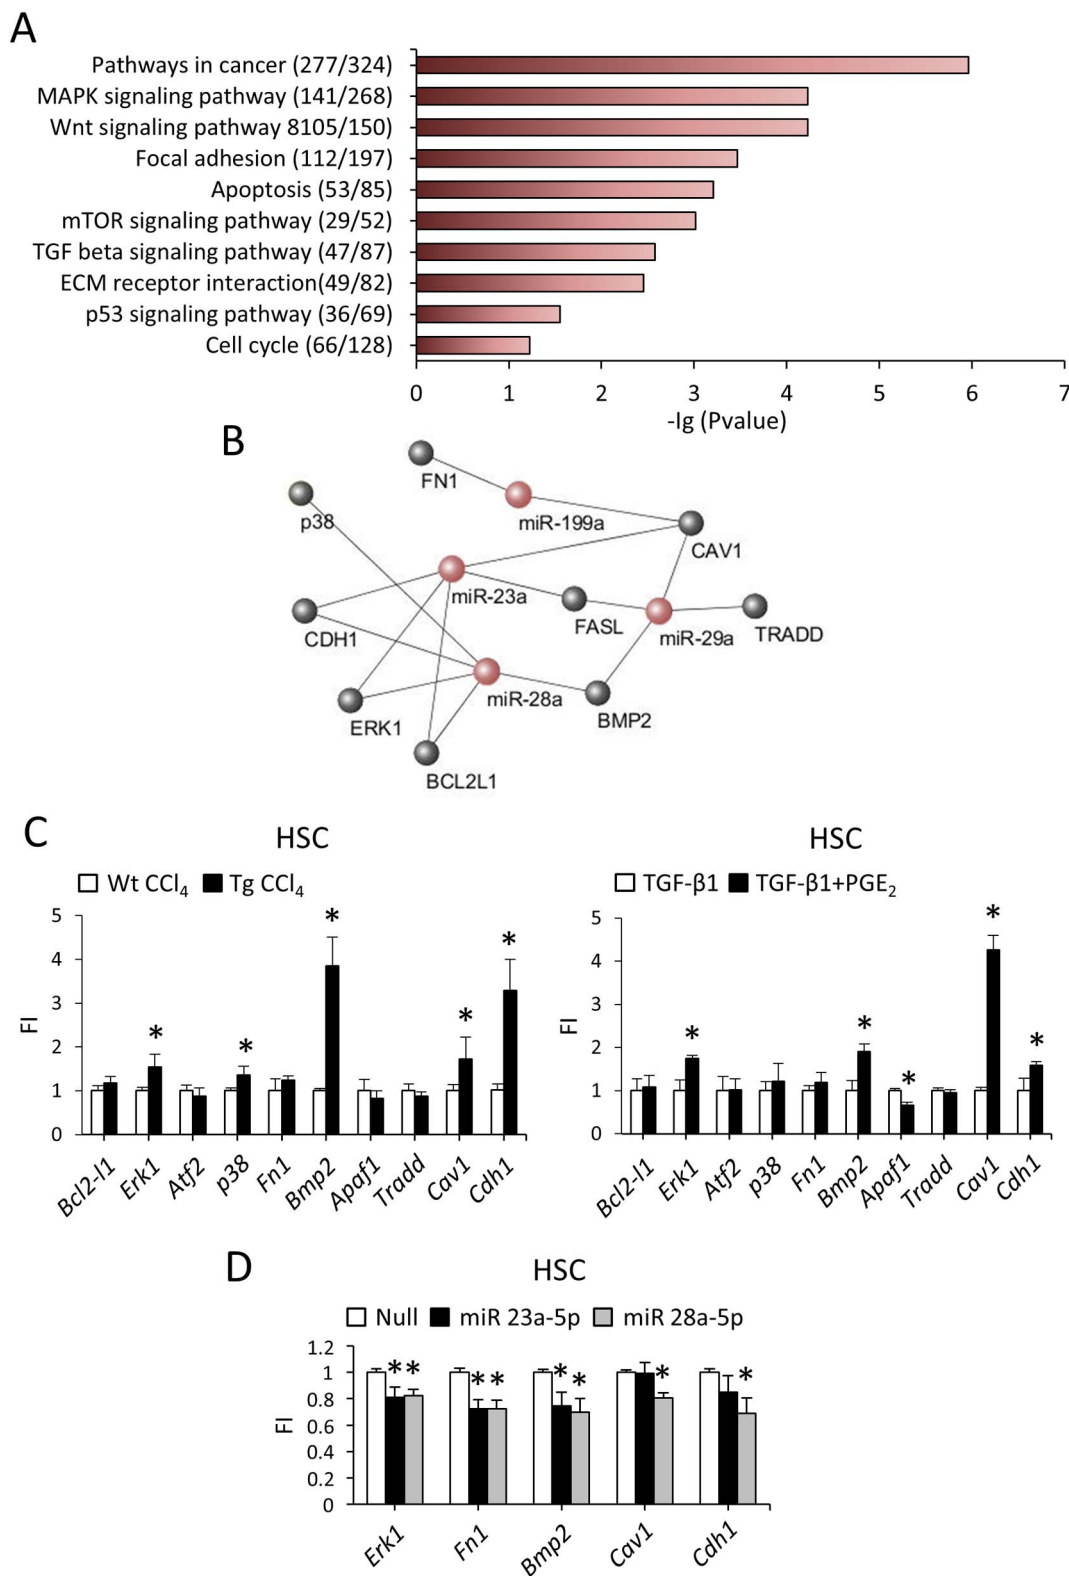 A
Pathways in cancer (277/324)
MAPK signaling pathway (141/268)
Wnt signaling pathway 8105/150)
Focal adhesion (112/197)
Apoptosis (53/85)
mTOR signaling pathway (29/52)
TGF beta signaling pathway (47/87)
ECM receptor interaction(49/82)
p53 signaling pathway (36/69)
Cell cycle (66/128)
0 1 2 3 4 5 6 7
-lg (Pvalue)
B
FN1
p38
miR-199a
CAV1
miR-23a
FASL
miR-29a
TRADD
CDH1
miR-28a
BMP2
ERK1
BCL2L1
C
HSC
Wt CCl₄ Tg CCl₄
FI
5
4
3
2
1
0
Bcl2-l1 Erk1 Atf2 p38 Fn1 Bmp2 Apaf1 Tradd Cav1 Cdh1
* * * * *
HSC
TGF-β1 TGF-β1+PGE₂
FI
5
4
3
2
1
0
Bcl2-l1 Erk1 Atf2 p38 Fn1 Bmp2 Apaf1 Tradd Cav1 Cdh1
* * * * *
D
HSC
Null miR 23a-5p miR 28a-5p
FI
1.2
1
0.8
0.6
0.4
0.2
0
** ** ** * *
Erk1 Fn1 Bmp2 Cav1 Cdh1